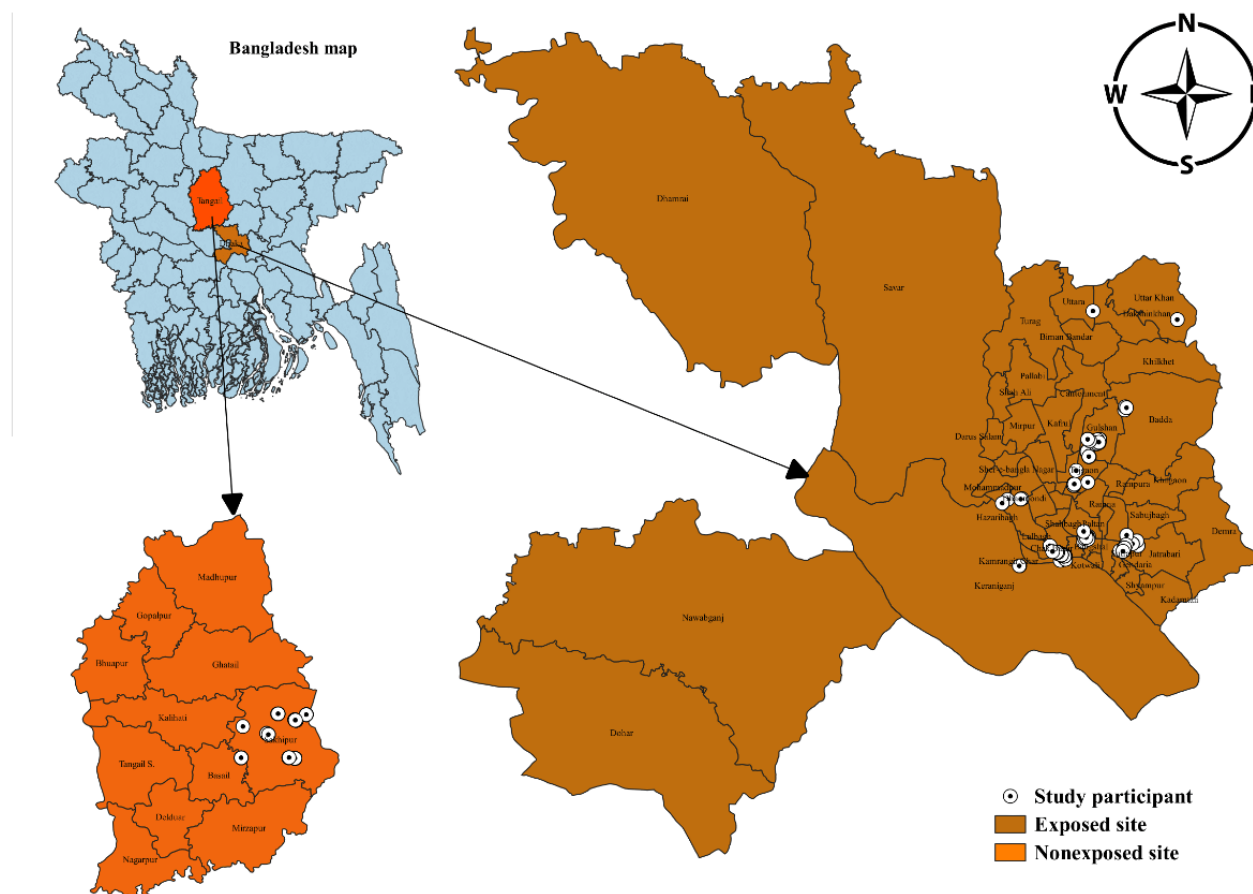 Bangladesh map
N
W
S
Tangail
Dhaka
Dhamrai
Savar
Uttara
Uttar Khan
Dakshinkhan
Turag
Biman Bandar
Khilkhet
Pallabi
Shah Ali
Cantonment
Badda
Mirpur
Kafrul
Gulshan
Darus Salam
Sher-e-bangla Nagar
Tejgaon
Mohammadpur
Rampura
Khilgaon
Dhanmondi
Hazaribagh
Ramna
Sabujbagh
Demra
Shahbagh
Paltan
Lalbagh
Jatrabari
Kamrangir Char
Kotwali
Gendaria
Keraniganj
Shyampur
Kadamtali
Madhupur
Gopalpur
Bhuapur
Ghatail
Kalihati
Sakhipur
Tangail S.
Basail
Delduar
Mirzapur
Nagarpur
Nawabganj
Dohar
Study participant
Exposed site
Nonexposed site